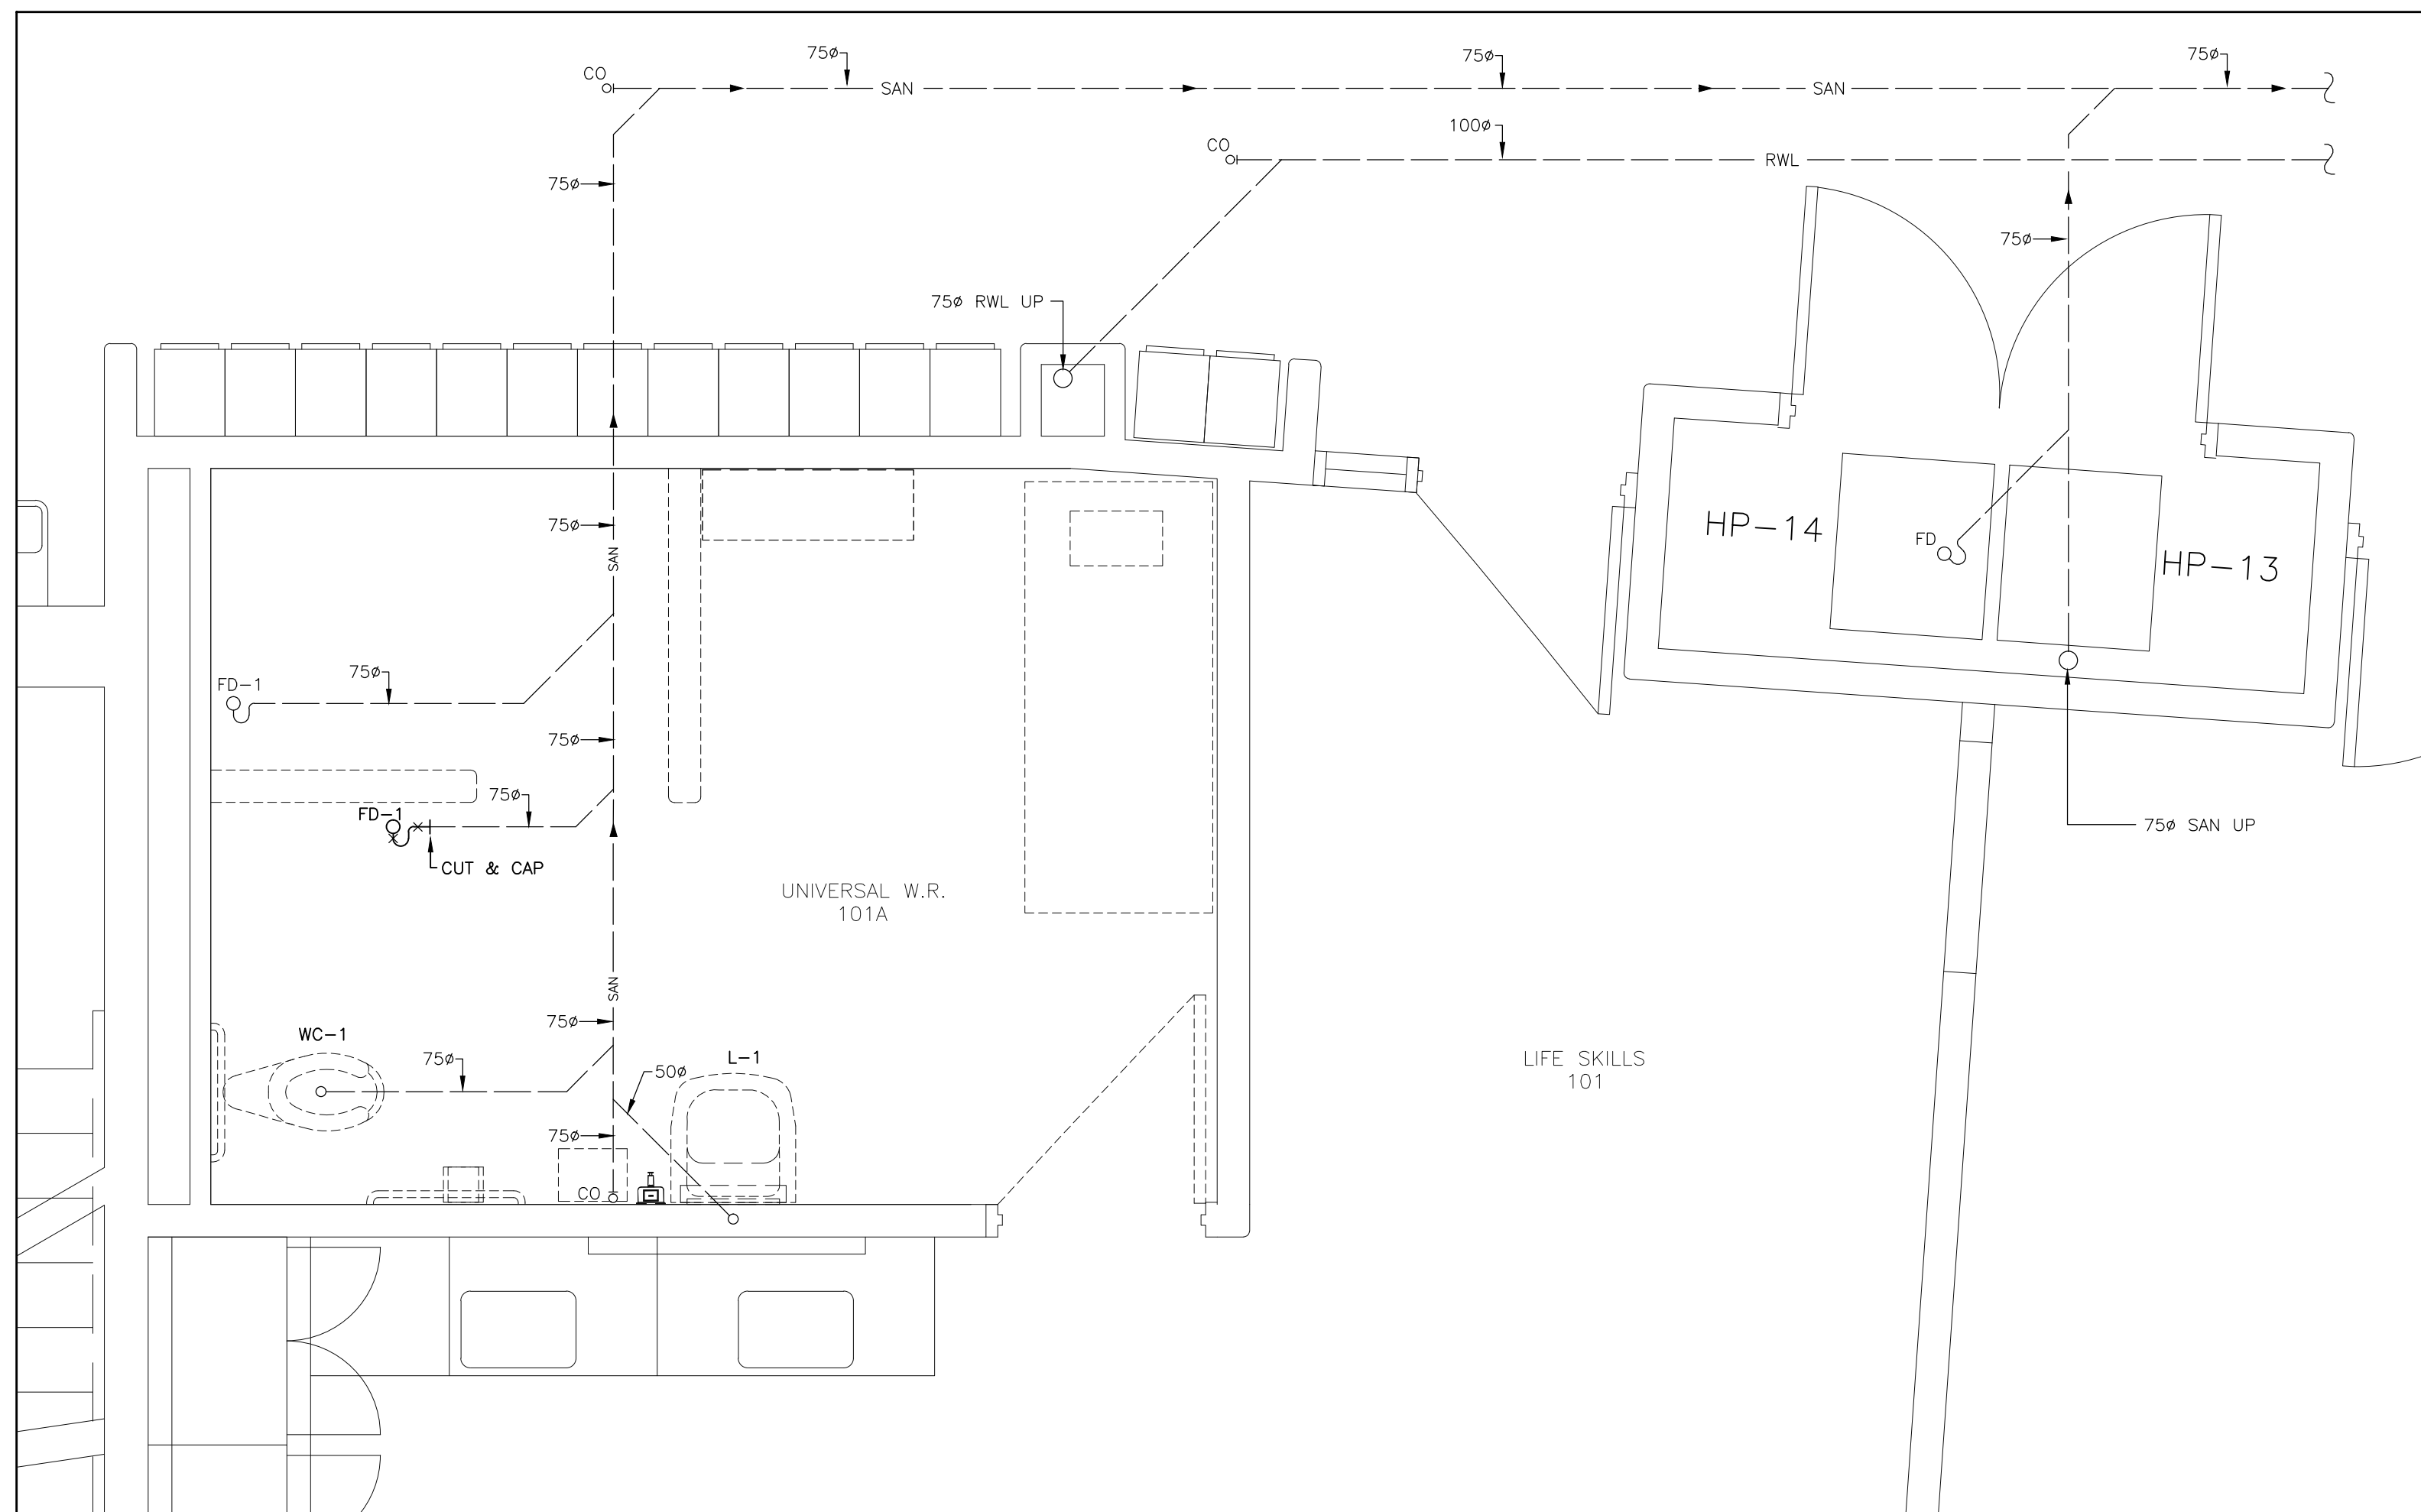 75ø
75ø
75ø
CO
SAN
SAN
100ø
CO
RWL
75ø
75ø
75ø RWL UP
75ø
HP-14
FD
HP-13
SAN
75ø
FD-1
75ø
75ø
FD-1
75ø SAN UP
CUT & CAP
UNIVERSAL W.R.
101A
SAN
75ø
WC-1
75ø
L-1
50ø
LIFE SKILLS
101
75ø
CO